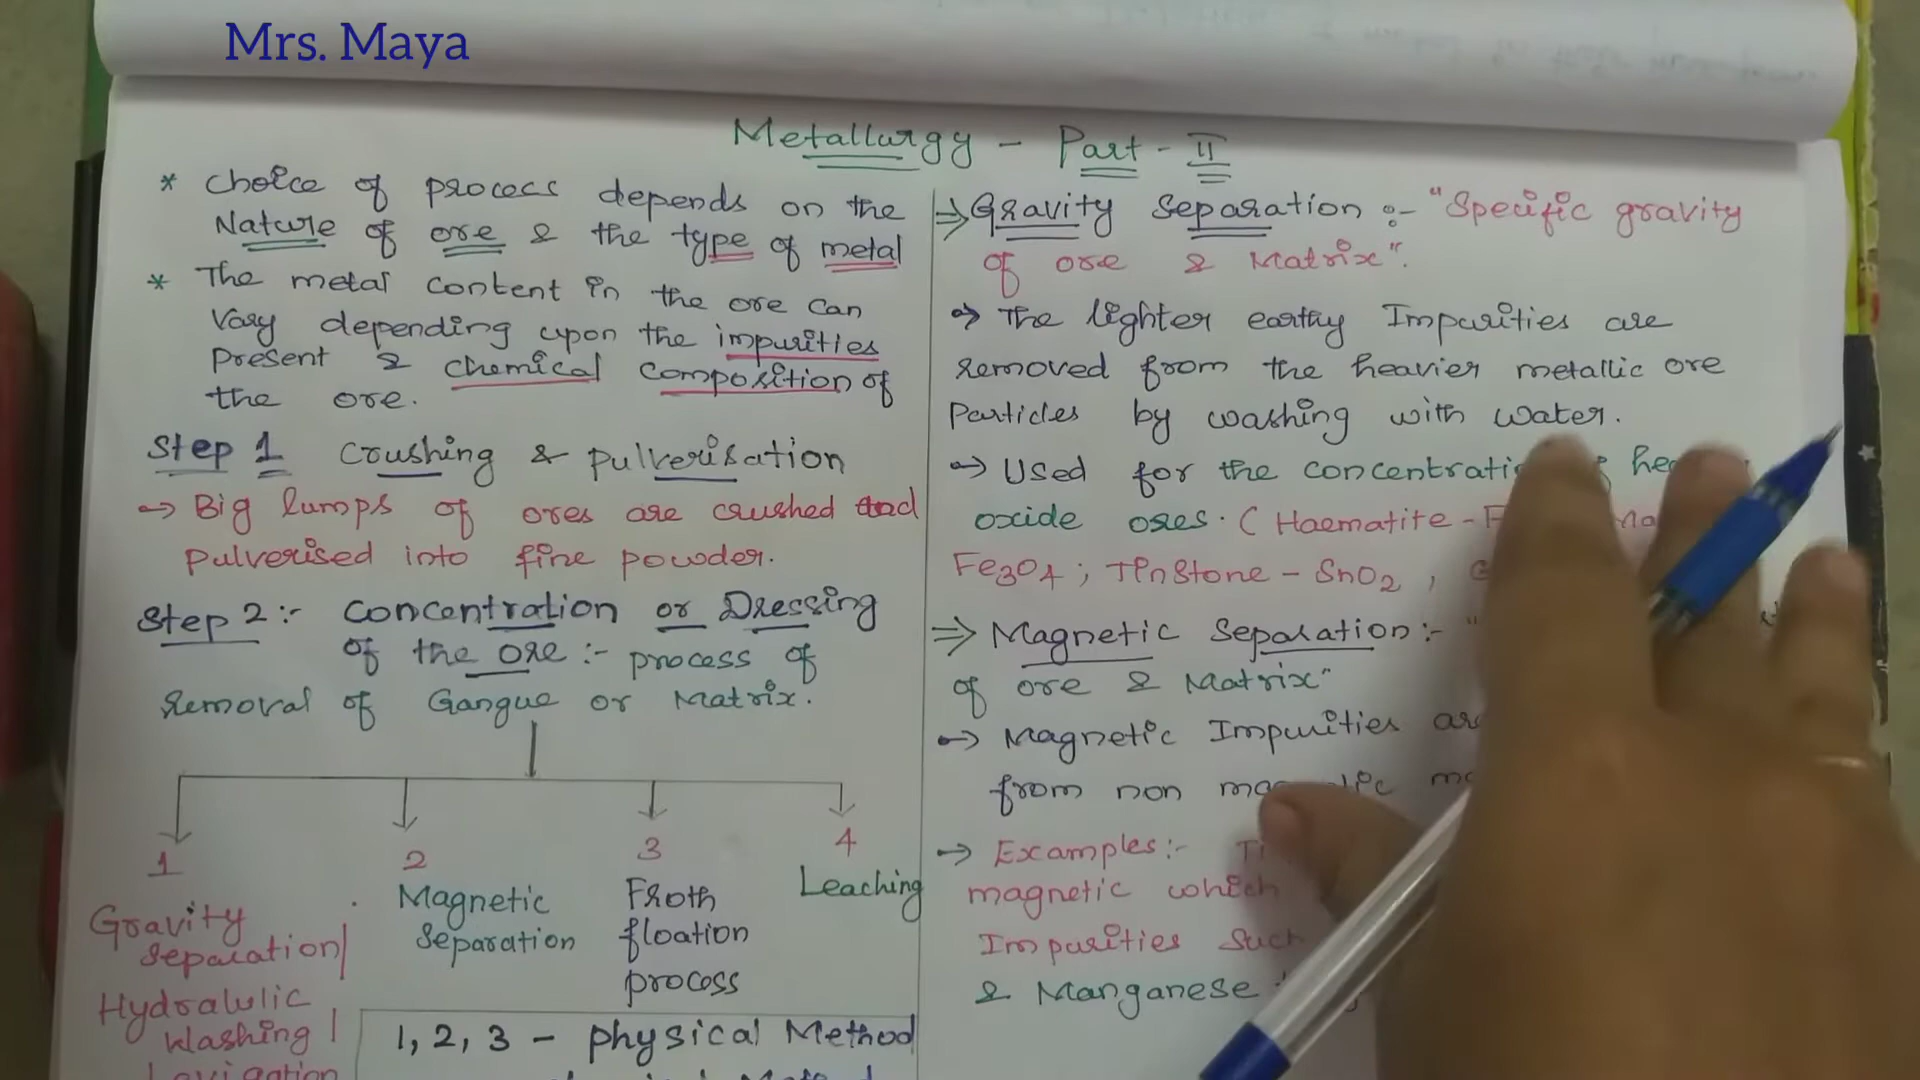 Mrs. Maya
Metallurgy - Part - II
* Choice of process depends on the
Nature of ore & the type of metal
* The metal content in the ore can
Vary depending upon the impurities
present & chemical composition of
the ore.
Step 1 Crushing & pulverisation
→ Big lumps of ores are crushed and
pulverised into fine powder.
Step 2:- Concentration or Dressing
of the ore :- process of
removal of Gangue or Matrix.
1
Gravity
Separation/
Hydralulic
Washing /
Levigation
2
Magnetic
Separation
3
Froth
floation
process
4
Leaching
1, 2, 3 - physical Method
⇒ Gravity Separation :- "Specific gravity
of ore & Matrix".
→ The lighter earthy Impurities are
removed from the heavier metallic ore
Particles by washing with water.
→ Used for the concentration
oxide ores. (Haematite -
Fe3O4 ; Tinstone - SnO2 ,
⇒ Magnetic Separation :- "
of ore & Matrix"
→ Magnetic Impurities are
from non
→ Examples :-
magnetic which
Impurities Such
& Manganese